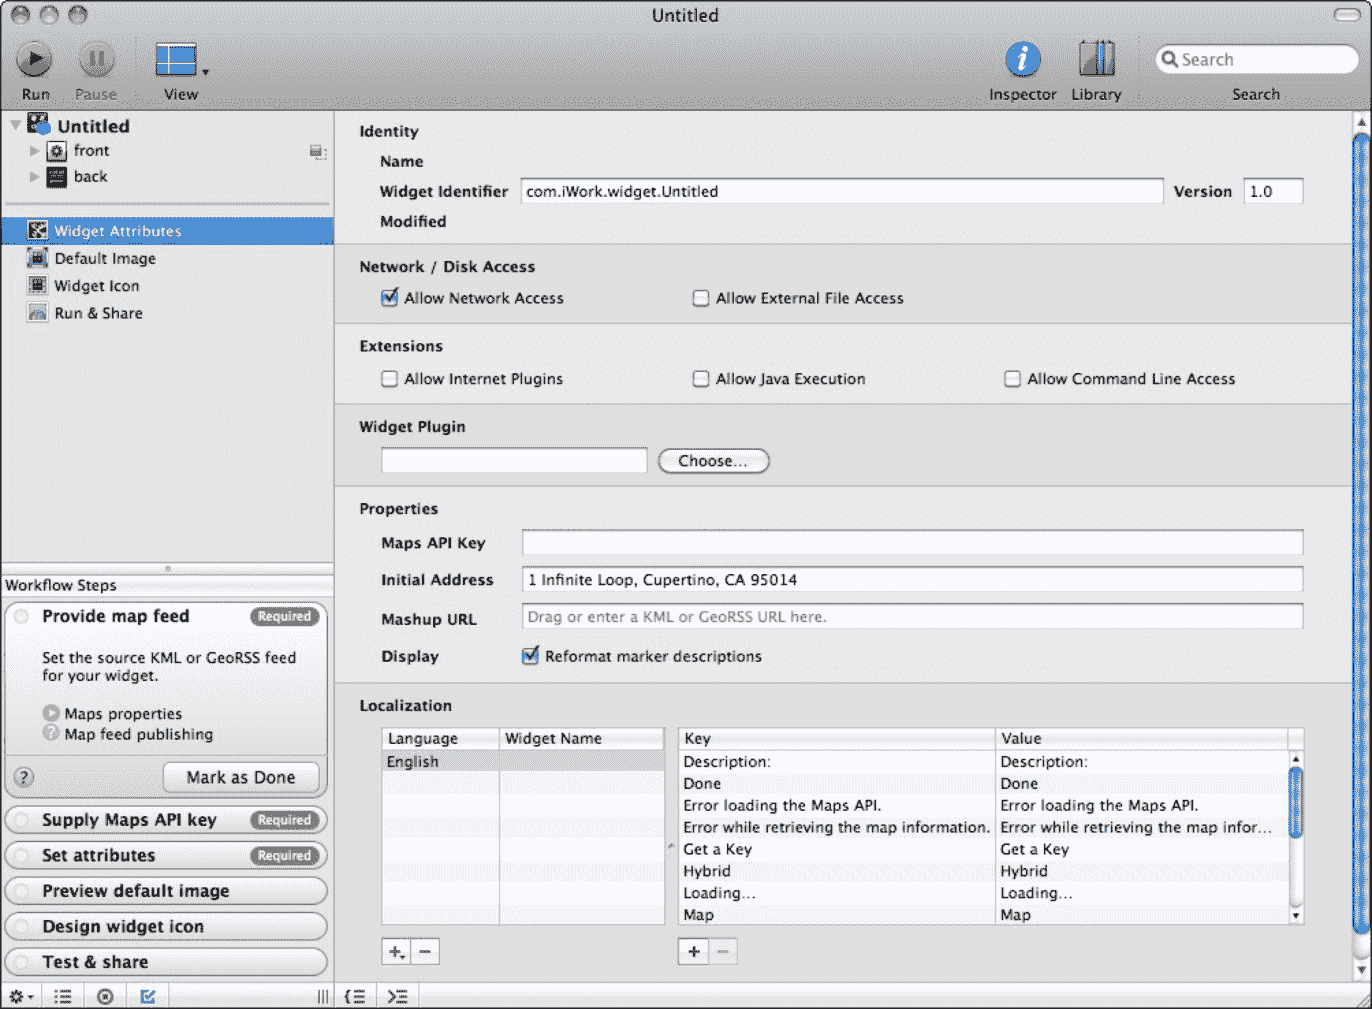 Untitled
Run
Pause
View
Inspector
Library
Search
Search
Untitled
front
back
Widget Attributes
Default Image
Widget Icon
Run & Share
Workflow Steps
Provide map feed Required
Set the source KML or GeoRSS feed
for your widget.
Maps properties
? Map feed publishing
? Mark as Done
Supply Maps API key Required
Set attributes Required
Preview default image
Design widget icon
Test & share
Identity
Name
Widget Identifier com.iWork.widget.Untitled Version 1.0
Modified
Network / Disk Access
Allow Network Access Allow External File Access
Extensions
Allow Internet Plugins Allow Java Execution Allow Command Line Access
Widget Plugin
Choose...
Properties
Maps API Key
Initial Address 1 Infinite Loop, Cupertino, CA 95014
Mashup URL Drag or enter a KML or GeoRSS URL here.
Display Reformat marker descriptions
Localization
Language Widget Name Key Value
English Description: Description:
Done Done
Error loading the Maps API. Error loading the Maps API.
Error while retrieving the map information. Error while retrieving the map infor...
Get a Key Get a Key
Hybrid Hybrid
Loading... Loading...
Map Map